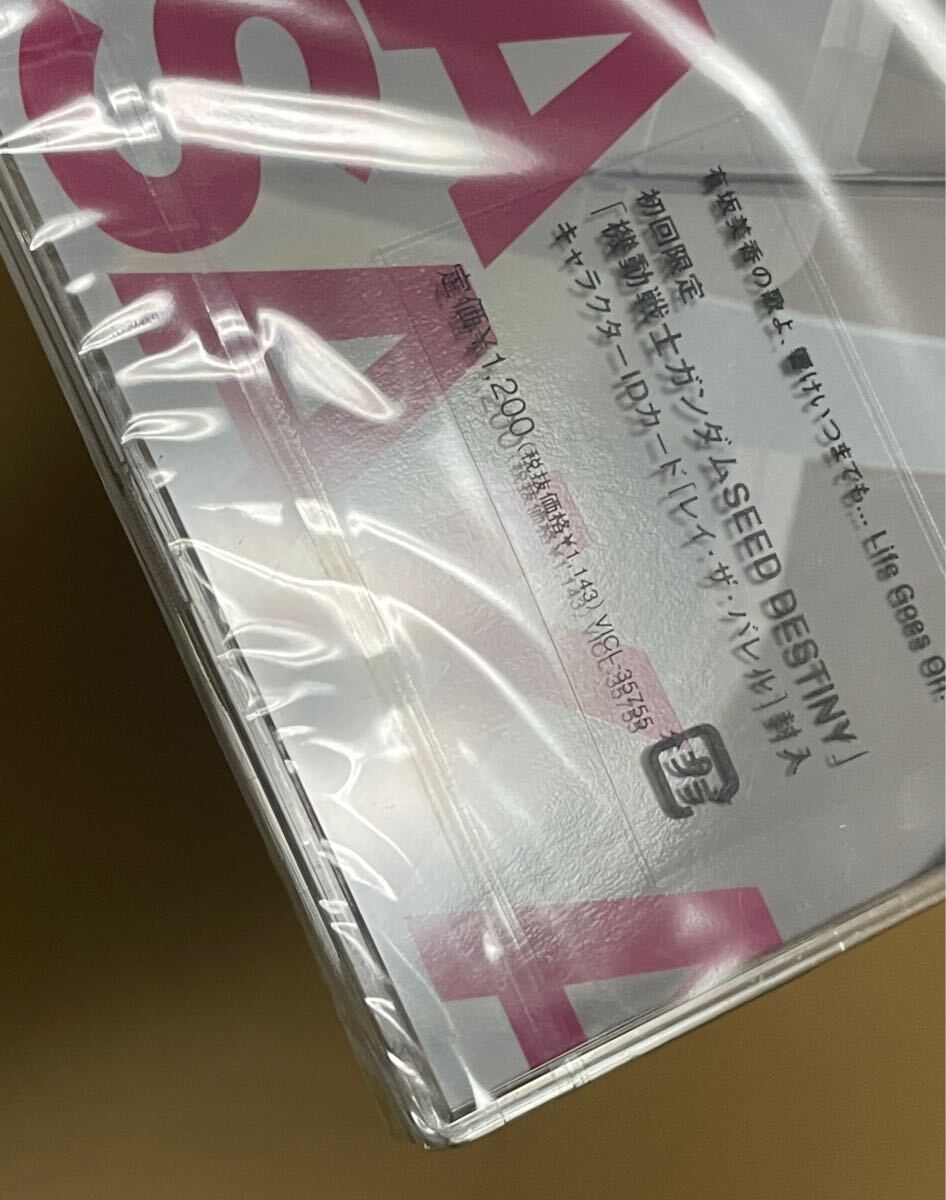 有坂美香の歌よ、響けいつまでも… Life Goes On.
初回限定
「機動戦士ガンダムSEED DESTINY」
キャラクターIDカード[レイ・ザ・バレル]封入
定価¥1,200(税抜価格¥1,143) VICL-35755